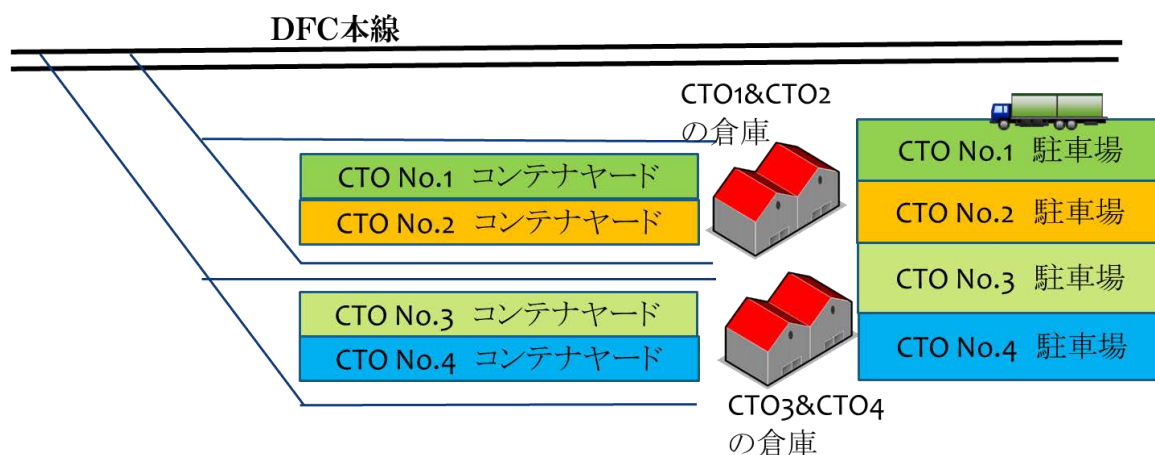 DFC本線
CTO1&CTO2
の倉庫
CTO No.1 コンテナヤード
CTO No.2 コンテナヤード
CTO No.3 コンテナヤード
CTO No.4 コンテナヤード
CTO3&CTO4
の倉庫
CTO No.1 駐車場
CTO No.2 駐車場
CTO No.3 駐車場
CTO No.4 駐車場